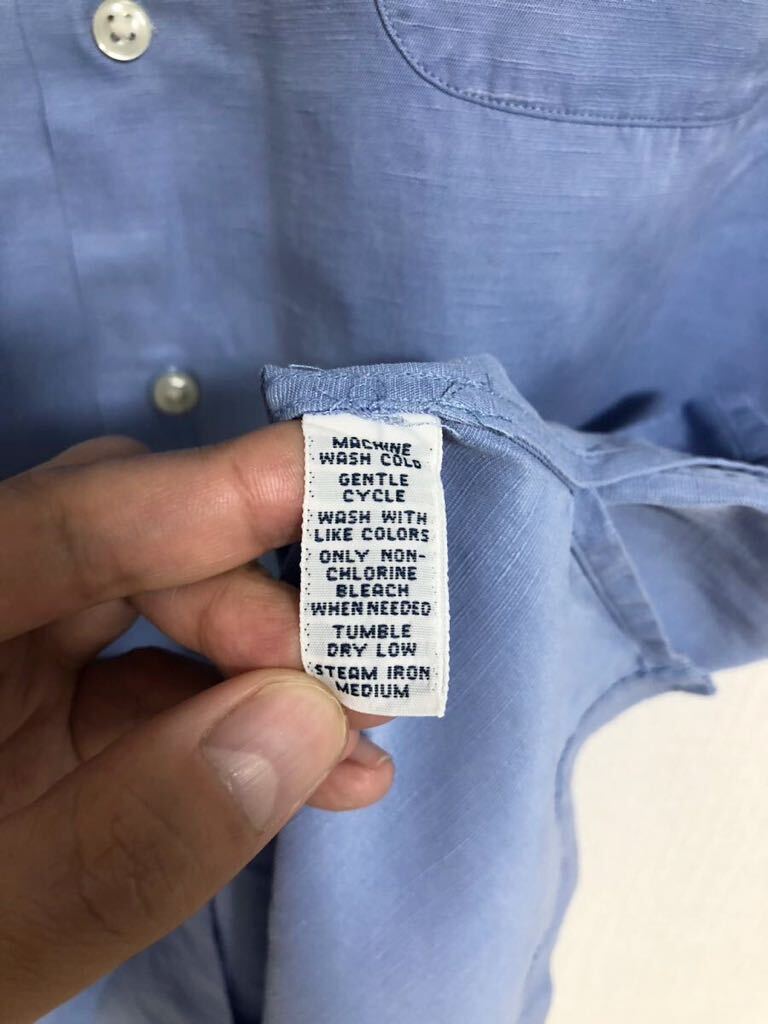 MACHINE
WASH COLD
GENTLE
CYCLE
WASH WITH
LIKE COLORS
ONLY NON-
CHLORINE
BLEACH
WHEN NEEDED
TUMBLE
DRY LOW
STEAM IRON
MEDIUM